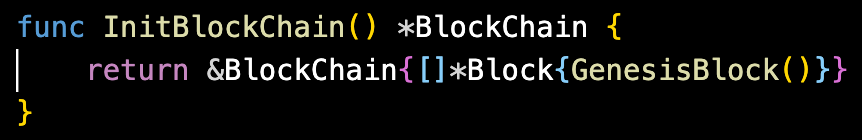 func InitBlockChain() *BlockChain {
    return &BlockChain{[]*Block{GenesisBlock()}}
}